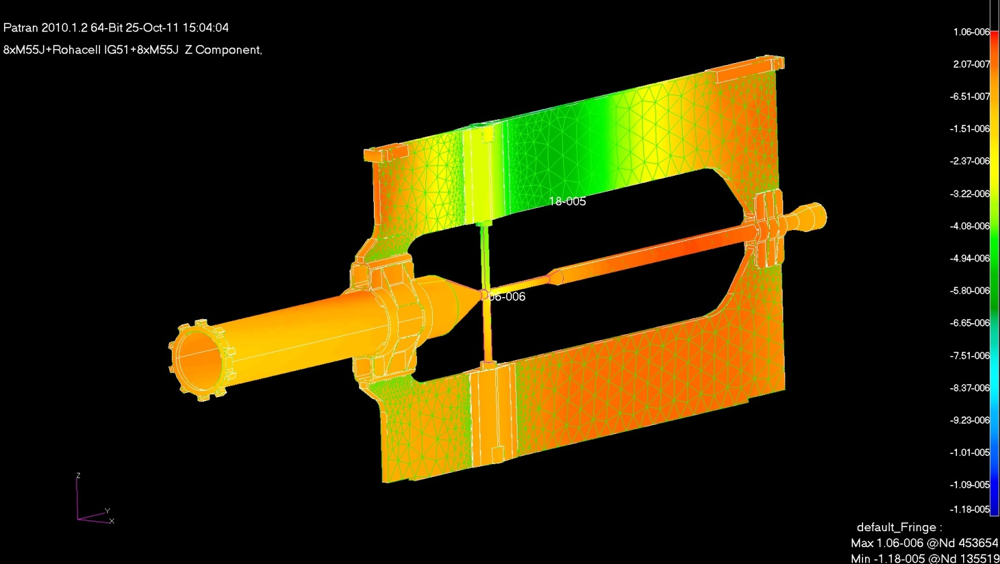 Patran 2010.1.2 64-Bit 25-Oct-11 15:04:04
8xM55J+Rohacell IG51+8xM55J Z Component,
1.06-006
2.07-007
-6.51-007
-1.51-006
-2.37-006
-3.22-006
-4.08-006
-4.94-006
-5.80-006
-6.65-006
-7.51-006
-8.37-006
-9.23-006
-1.01-005
-1.09-005
-1.18-005
18-005
06-006
Z
Y
X
default_Fringe :
Max 1.06-006 @Nd 453654
Min -1.18-005 @Nd 135519